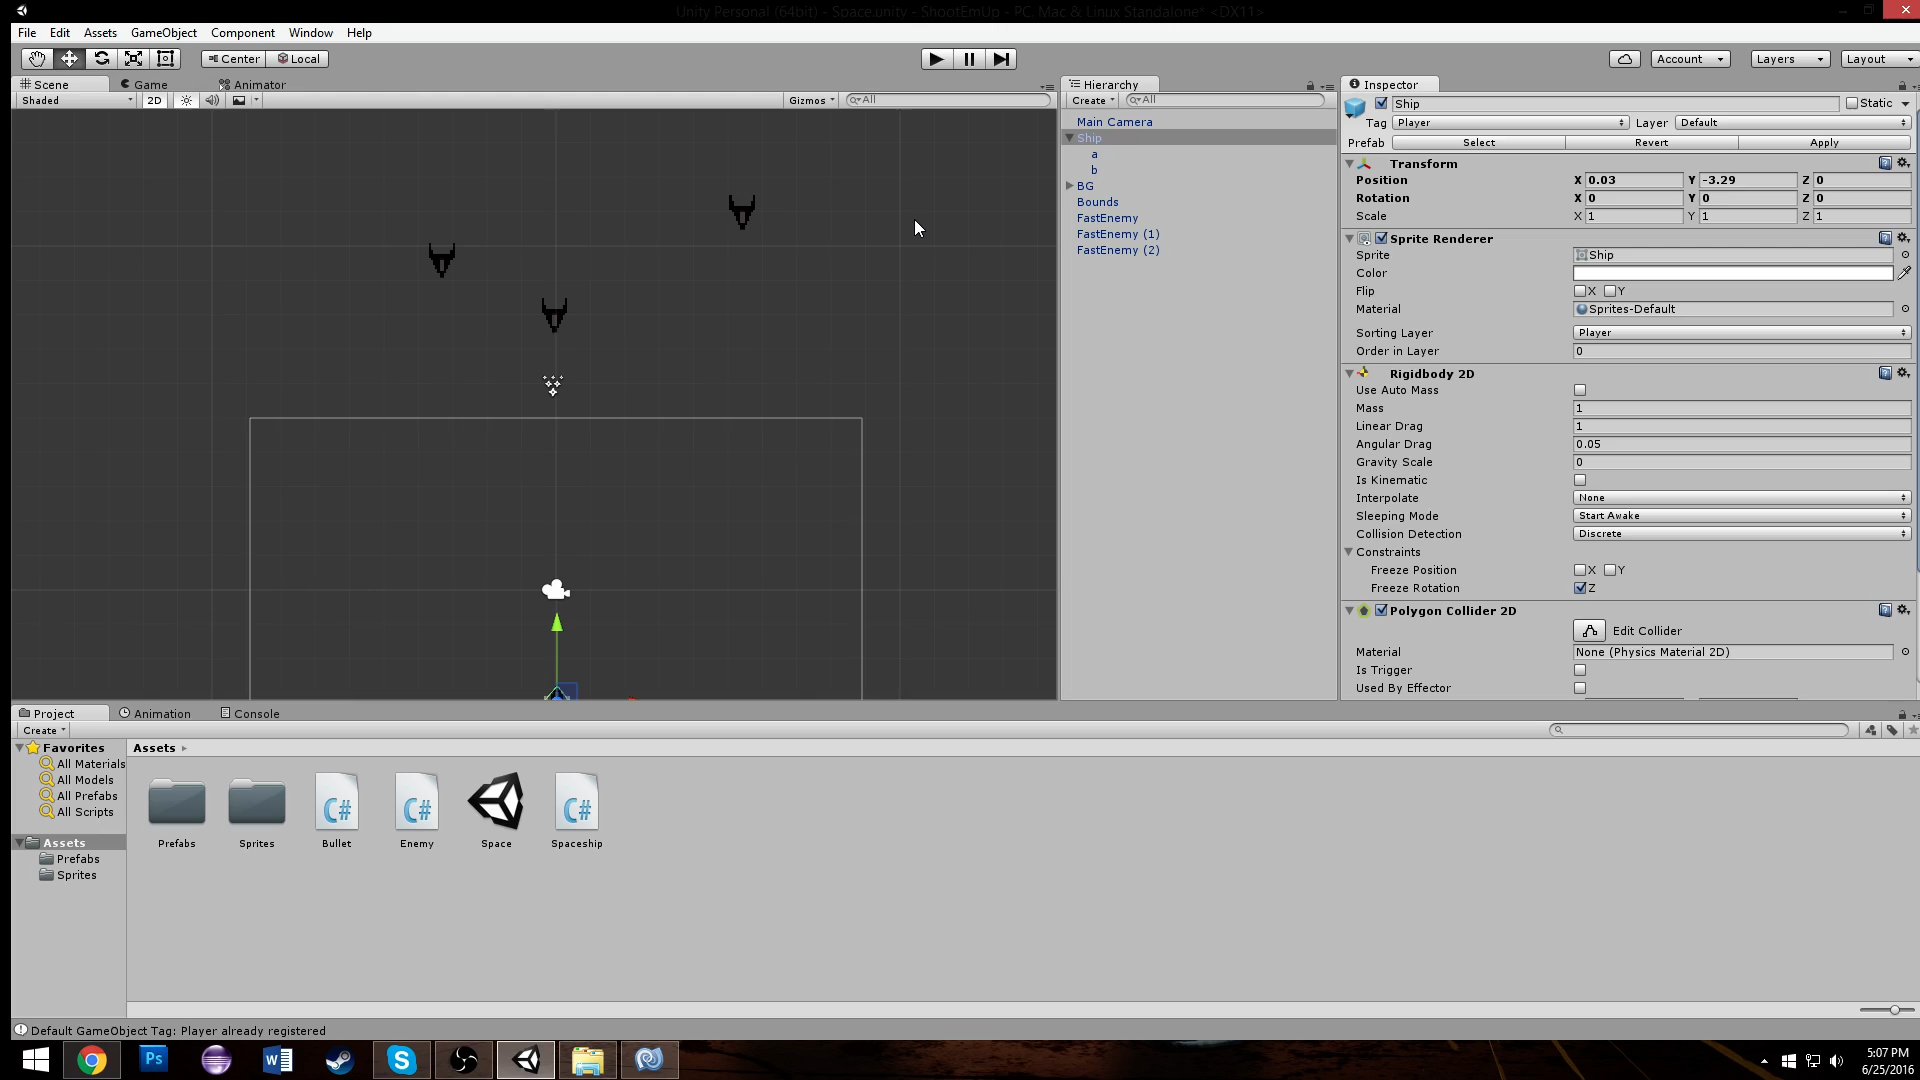 Unity Personal (64bit) - Space.unity - ShootEmUp - PC, Mac & Linux Standalone* <DX11>
File Edit Assets GameObject Component Window Help
Center Local Account Layers Layout
Scene Game Animator
Shaded 2D Gizmos All
Hierarchy
Create All
Main Camera
Ship
a
b
BG
Bounds
FastEnemy
FastEnemy (1)
FastEnemy (2)
Inspector
Ship Static
Tag Player Layer Default
Prefab Select Revert Apply
Transform
Position X 0.03 Y -3.29 Z 0
Rotation X 0 Y 0 Z 0
Scale X 1 Y 1 Z 1
Sprite Renderer
Sprite Ship
Color
Flip X Y
Material Sprites-Default
Sorting Layer Player
Order in Layer 0
Rigidbody 2D
Use Auto Mass
Mass 1
Linear Drag 1
Angular Drag 0.05
Gravity Scale 0
Is Kinematic
Interpolate None
Sleeping Mode Start Awake
Collision Detection Discrete
Constraints
Freeze Position X Y
Freeze Rotation Z
Polygon Collider 2D
Edit Collider
Material None (Physics Material 2D)
Is Trigger
Used By Effector
Project Animation Console
Create
Favorites
All Materials
All Models
All Prefabs
All Scripts
Assets
Prefabs
Sprites
Assets
C# C# C#
Prefabs Sprites Bullet Enemy Space Spaceship
Default GameObject Tag: Player already registered
Ps
5:07 PM
6/25/2016